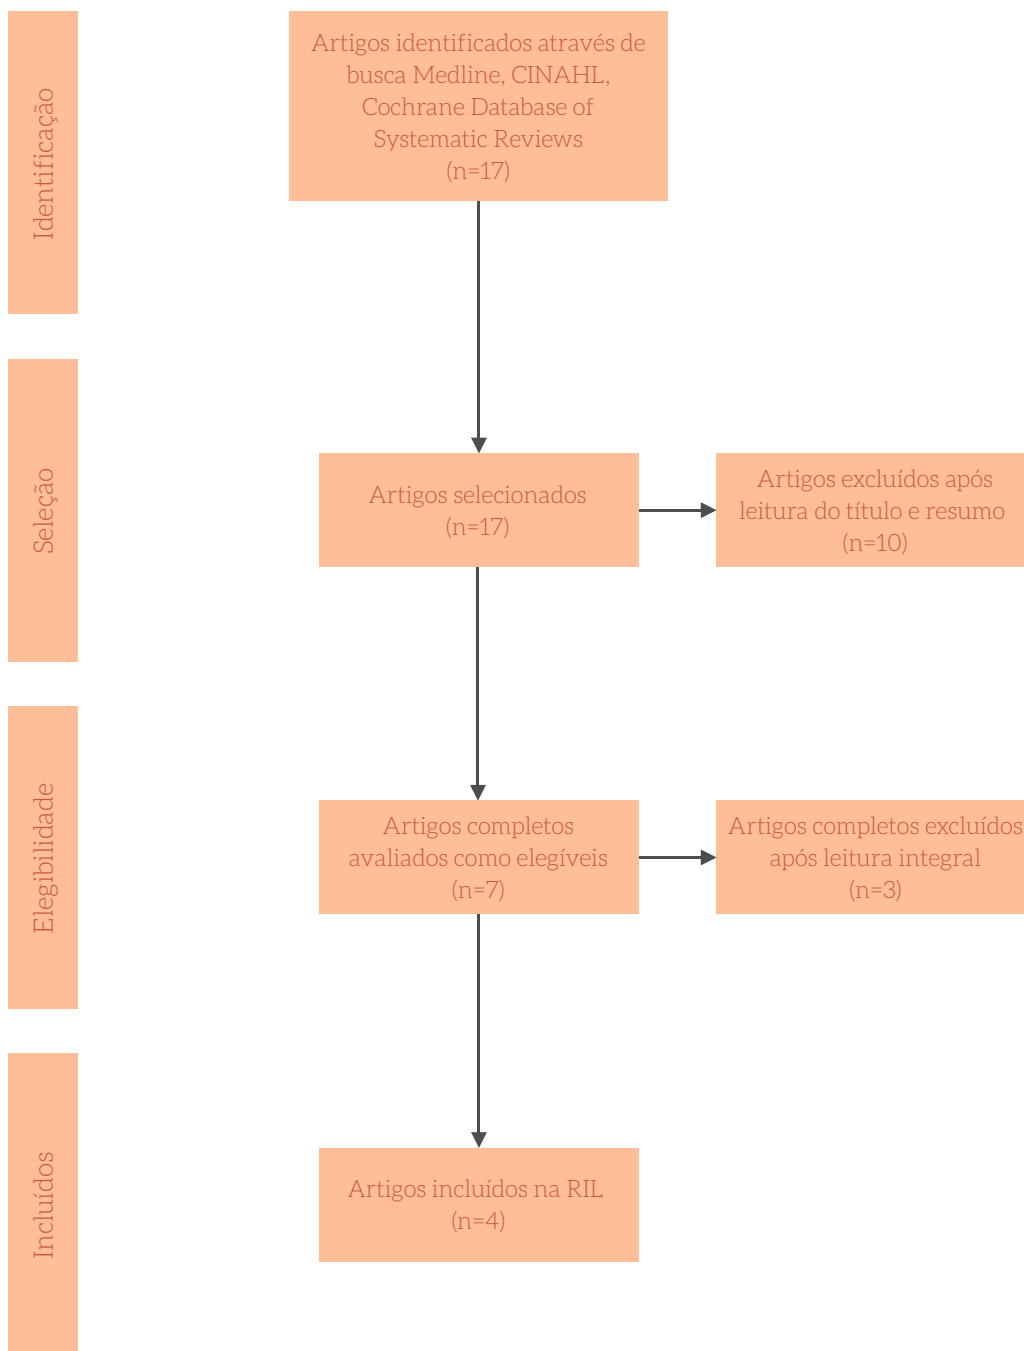 Identificação
Artigos identificados através de
busca Medline, CINAHL,
Cochrane Database of
Systematic Reviews
(n=17)
Seleção
Artigos selecionados
(n=17)
Artigos excluídos após
leitura do título e resumo
(n=10)
Elegibilidade
Artigos completos
avaliados como elegíveis
(n=7)
Artigos completos excluídos
após leitura integral
(n=3)
Incluídos
Artigos incluídos na RIL
(n=4)